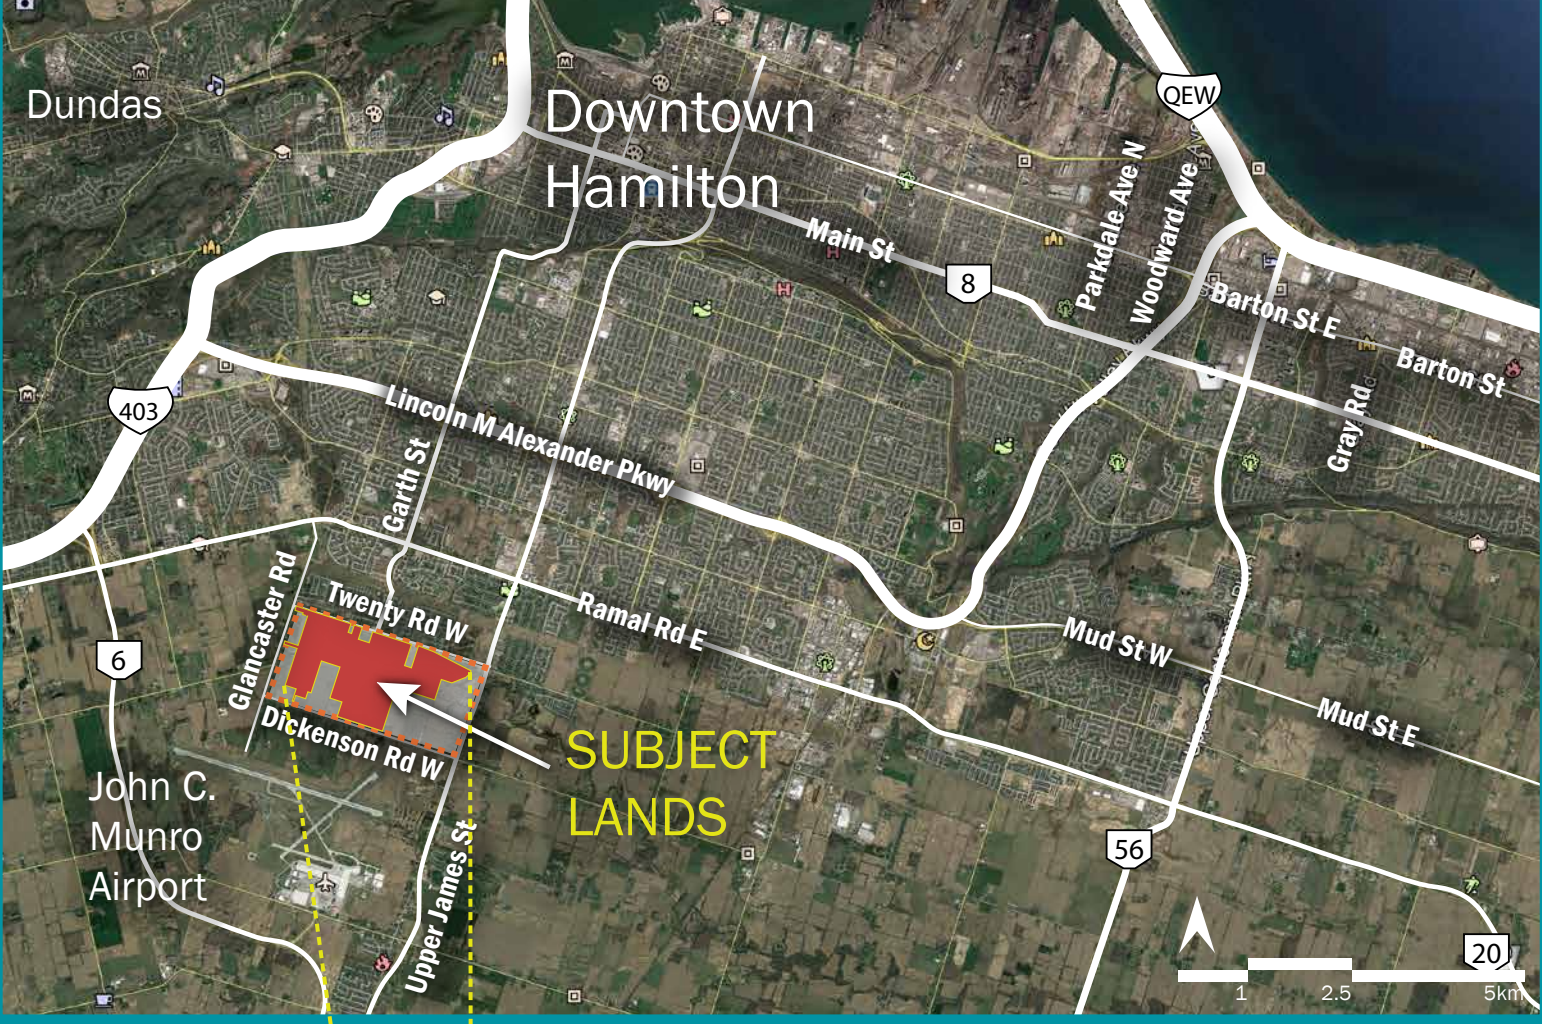 Dundas
Downtown
Hamilton
QEW
Parkdale Ave N
Woodward Ave
Main St
8
Barton St E
Barton St
Gray Rd
403
Lincoln M Alexander Pkwy
Garth St
Glancaster Rd
Twenty Rd W
Ramal Rd E
Mud St W
Mud St E
6
Dickenson Rd W
SUBJECT
LANDS
John C.
Munro
Airport
Upper James St
56
20
1
2.5
5km